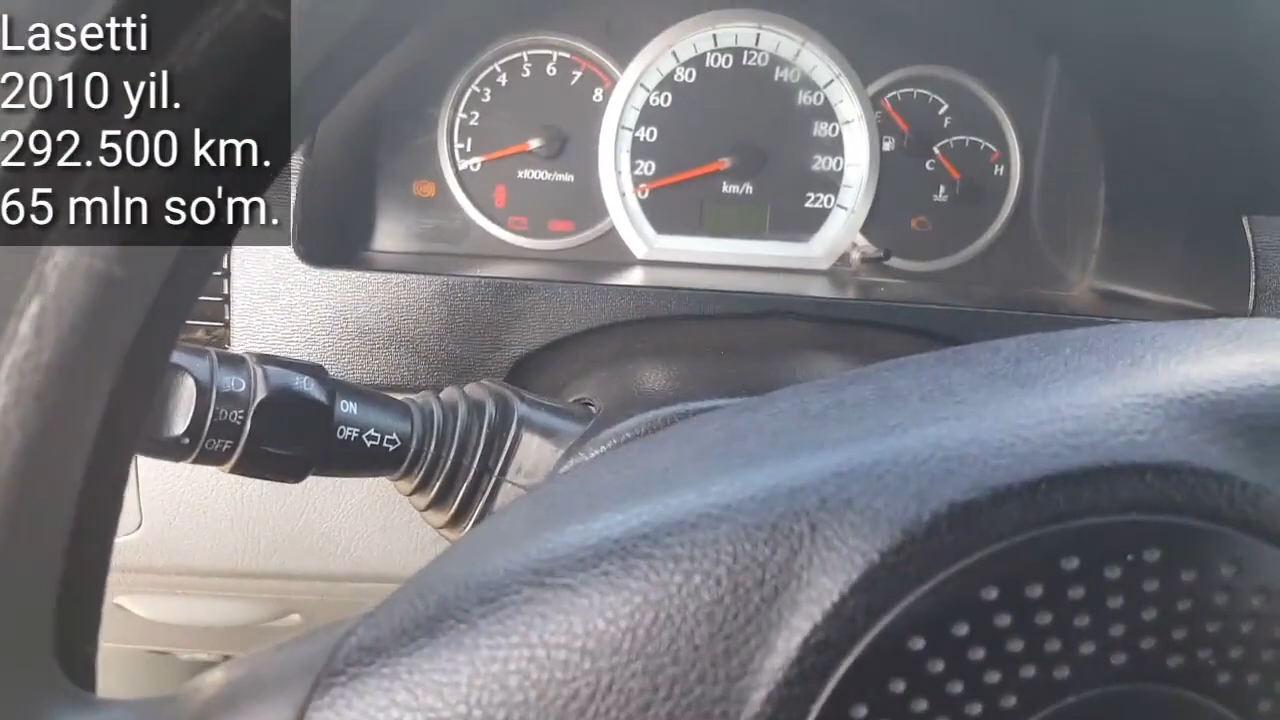 Lasetti
2010 yil.
292.500 km.
65 mln so'm.
0 1 2 3 4 5 6 7 8
x1000r/min
0 20 40 60 80 100 120 140 160 180 200 220
km/h
E F
C H
ON
OFF
OFF